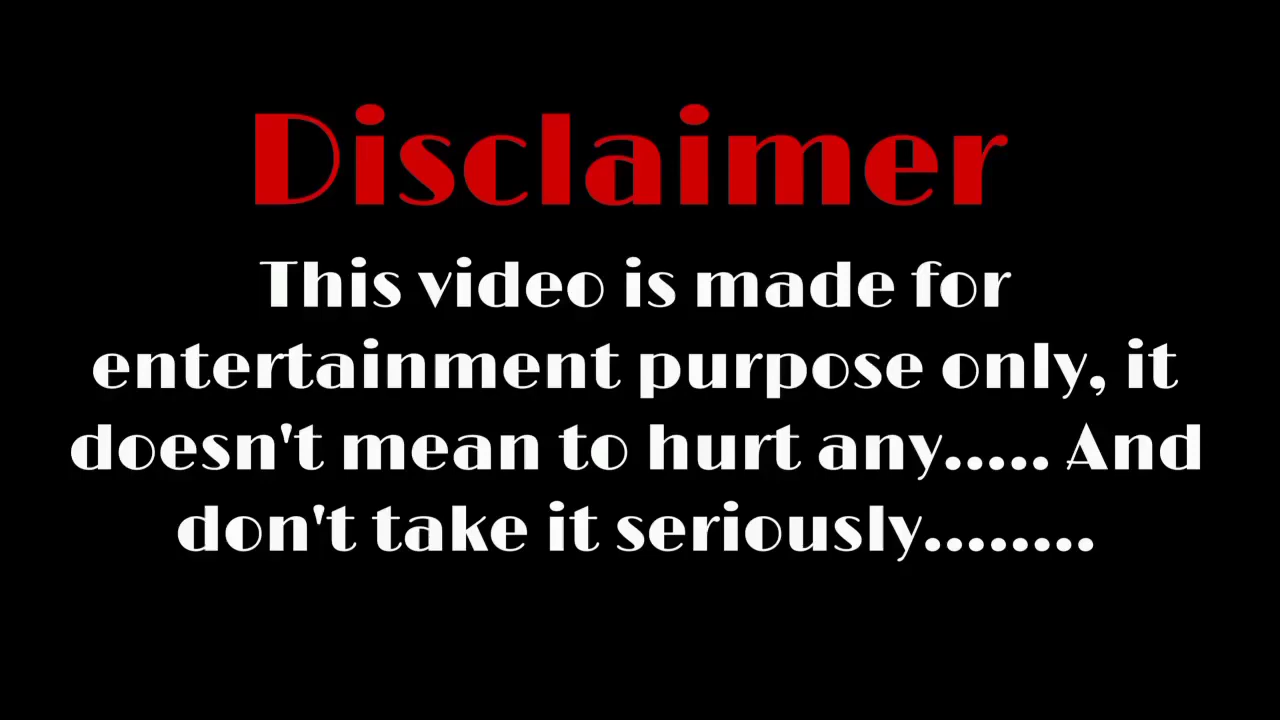 Disclaimer
This video is made for
entertainment purpose only, it
doesn't mean to hurt any..... And
don't take it seriously........